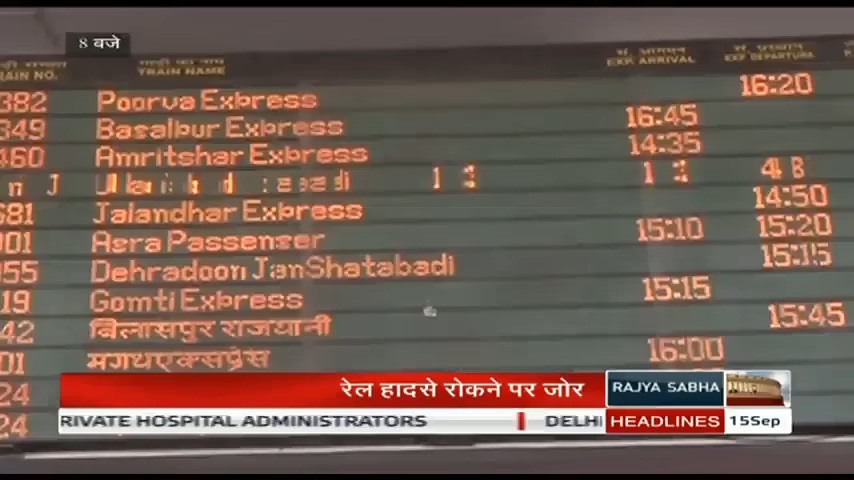 8 बजे
TRAIN NAME EXP. ARRIVAL EXP. DEPARTURE
382 Poorva Express 16:20
349 Basalpur Express 16:45
460 Amritshar Express 14:35
681 Jalandhar Express 14:50
001 Agra Passenger 15:10 15:20
055 Dehradoon JanShatabadi 15:15
19 Gomti Express 15:15
42 बिलासपुर राजधानी 15:45
01 मगधएक्सप्रेस 16:00
24
24
रेल हादसे रोकने पर जोर
RAJYA SABHA
RIVATE HOSPITAL ADMINISTRATORS DELHI
HEADLINES 15Sep